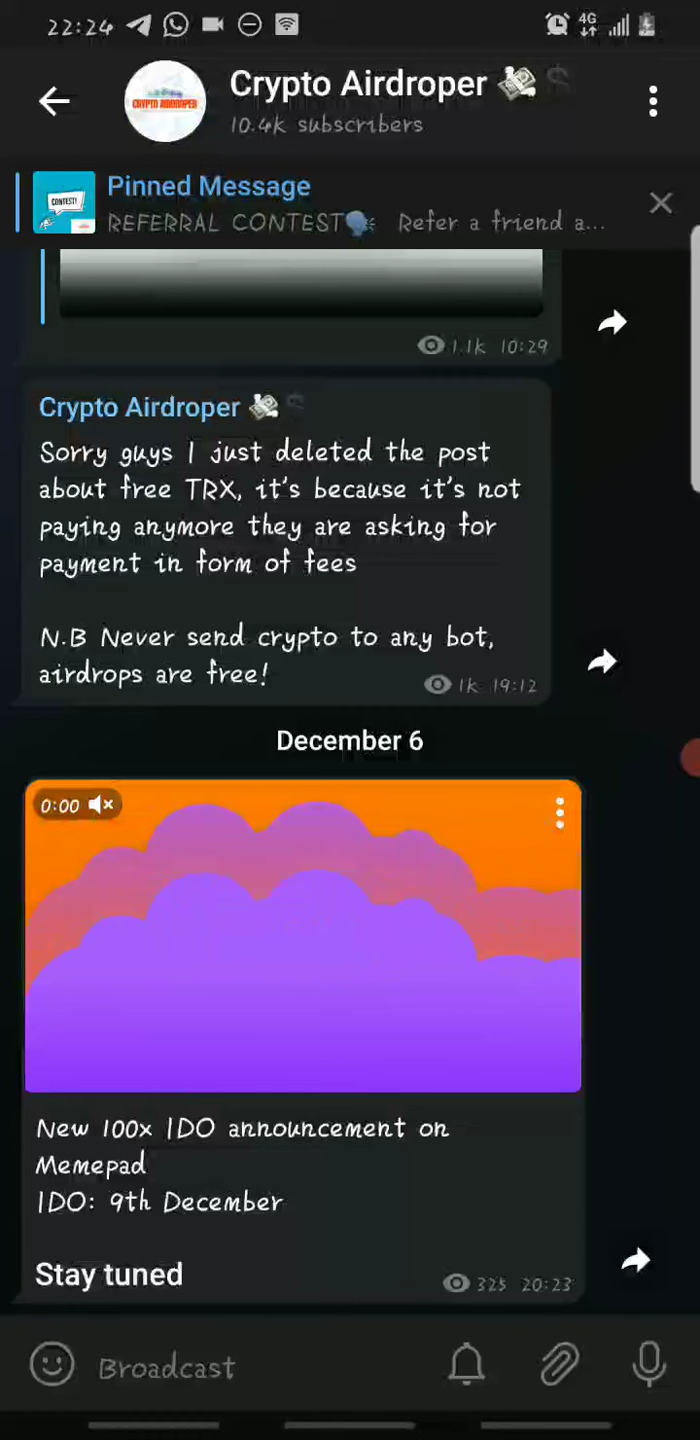 22:24
4G
Crypto Airdroper
CRYPTO AIRDROPER
10.4k subscribers
Pinned Message
CONTEST!
REFERRAL CONTEST🗣 Refer a friend a...
1.1k 10:29
Crypto Airdroper
Sorry guys I just deleted the post
about free TRX, it's because it's not
paying anymore they are asking for
payment in form of fees
N.B Never send crypto to any bot,
airdrops are free!
1k 19:12
December 6
0:00
New 100x IDO announcement on
Memepad
IDO: 9th December
Stay tuned
325 20:23
Broadcast